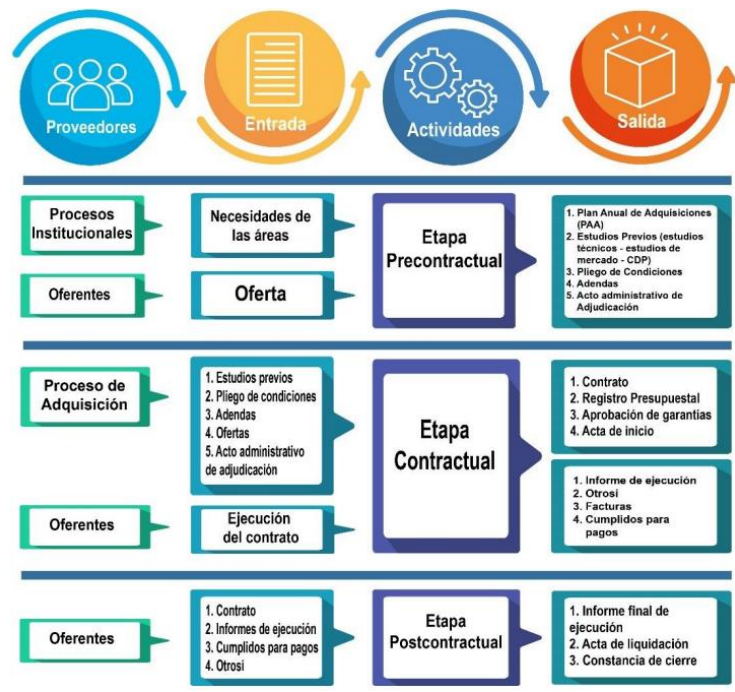 Proveedores
Entrada
Actividades
Salida
Procesos
Institucionales
Necesidades de
las áreas
Oferentes
Oferta
Etapa
Precontractual
1. Plan Anual de Adquisiciones
(PAA)
2. Estudios Previos (estudios
técnicos - estudios de
mercado - CDP)
3. Pliego de Condiciones
4. Adendas
5. Acto administrativo de
Adjudicación
Proceso de
Adquisición
1. Estudios previos
2. Pliego de condiciones
3. Adendas
4. Ofertas
5. Acto administrativo
de adjudicación
Oferentes
Ejecución
del contrato
Etapa
Contractual
1. Contrato
2. Registro Presupuestal
3. Aprobación de garantias
4. Acta de inicio
1. Informe de ejecución
2. Otrosi
3. Facturas
4. Cumplidos para
pagos
Oferentes
1. Contrato
2. Informes de ejecución
3. Cumplidos para pagos
4. Otrosi
Etapa
Postcontractual
1. Informe final de
ejecución
2. Acta de liquidación
3. Constancia de cierre